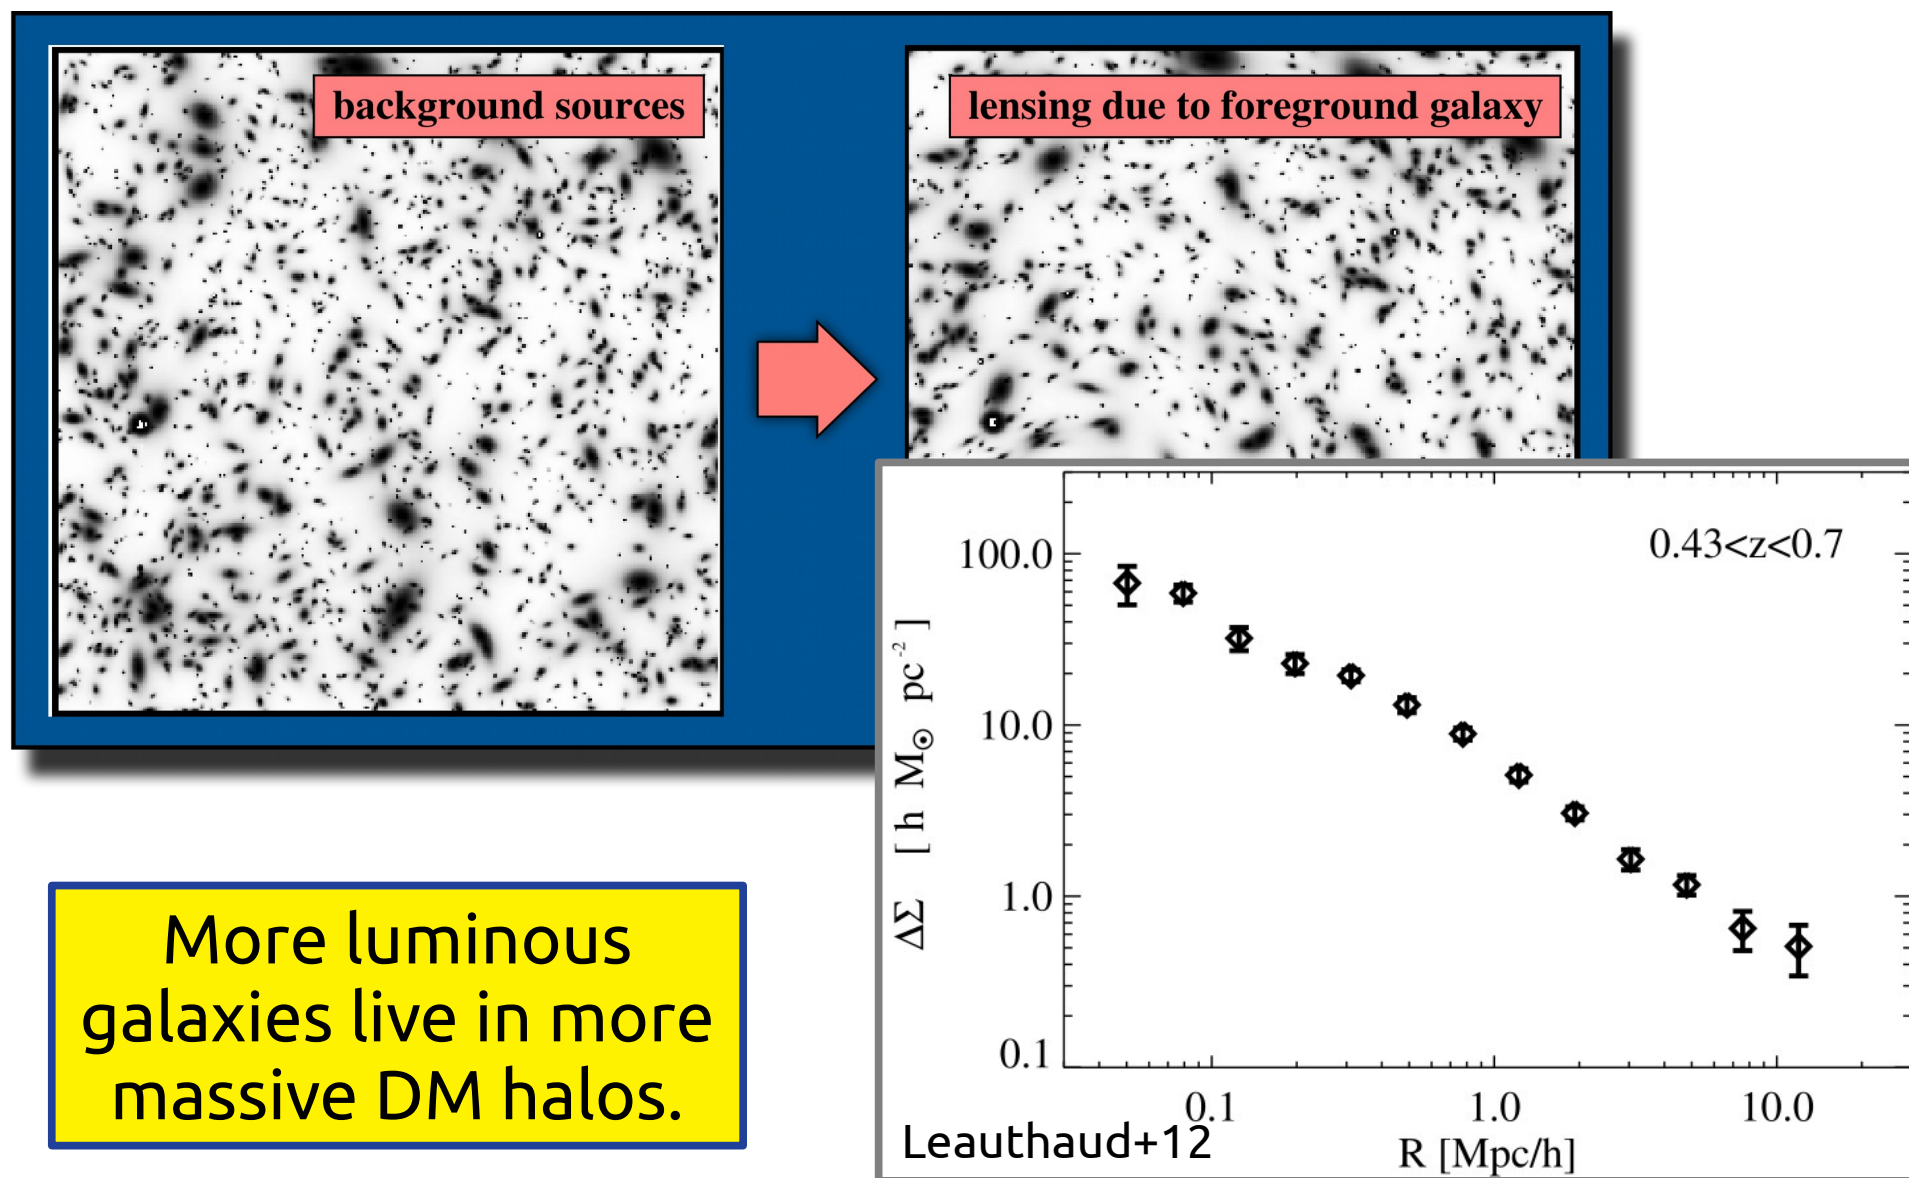 background sources
lensing due to foreground galaxy
0.43<z<0.7
100.0
10.0
1.0
0.1
ΔΣ [ h M☉ pc⁻² ]
0.1 1.0 10.0
R [Mpc/h]
Leauthaud+12
More luminous
galaxies live in more
massive DM halos.